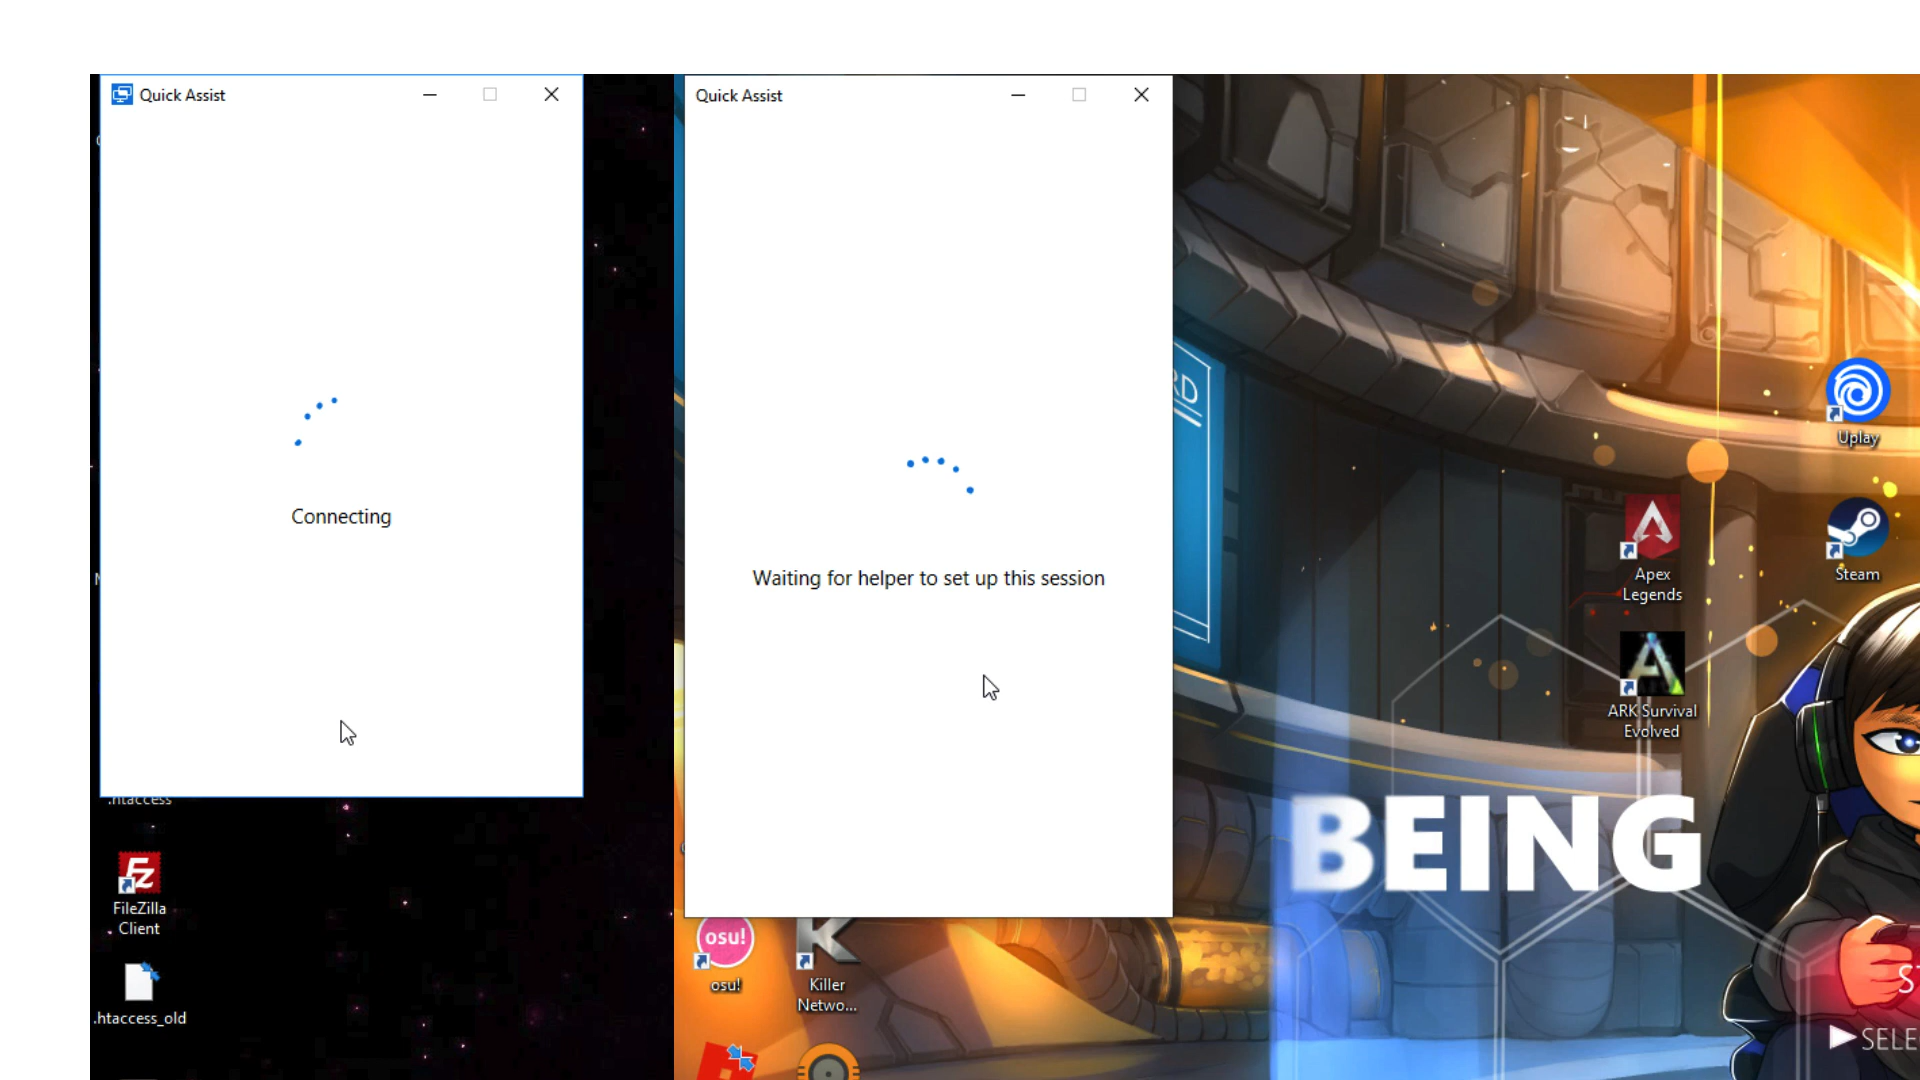 Quick Assist
Connecting
.htaccess
FileZilla
Client
.htaccess_old
Quick Assist
Waiting for helper to set up this session
osu!
osu!
Killer
Netwo...
RD
Uplay
Apex
Legends
Steam
ARK Survival
Evolved
BEING
S
SELE